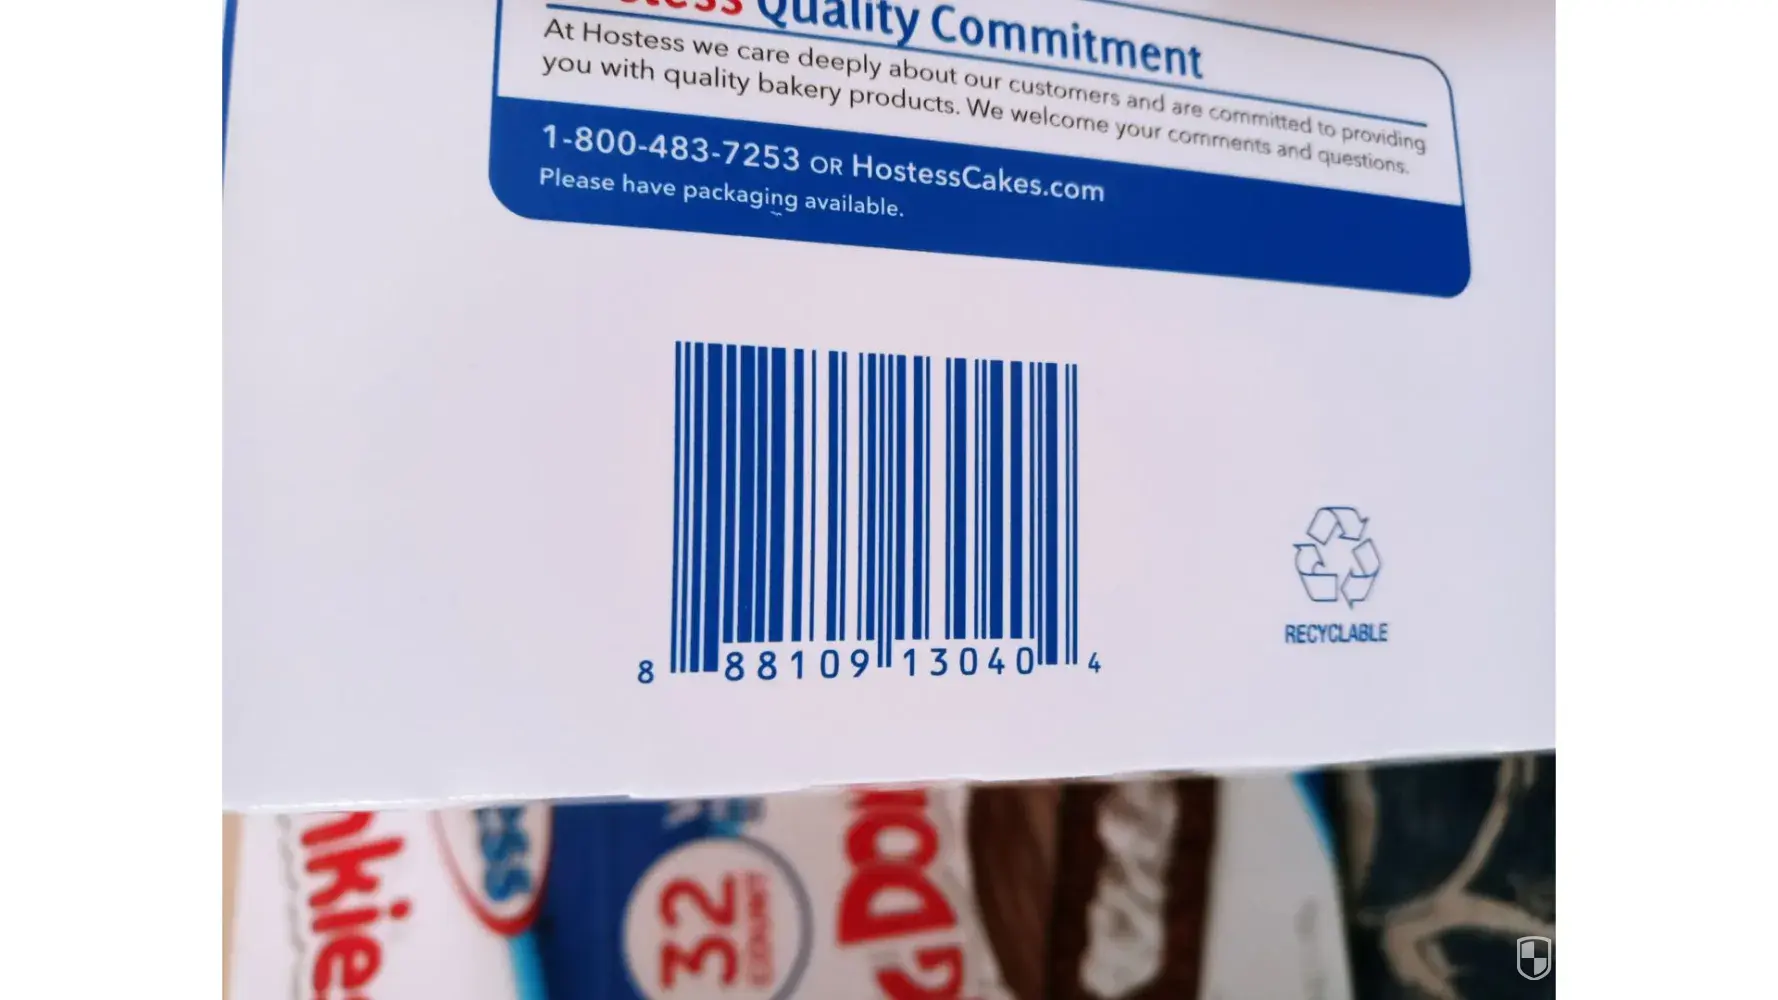 Quality Commitment
At Hostess we care deeply about our customers and are committed to providing
you with quality bakery products. We welcome your comments and questions.
1-800-483-7253 OR HostessCakes.com
Please have packaging available.
8 88109 13040 4
RECYCLABLE
32
COUNT